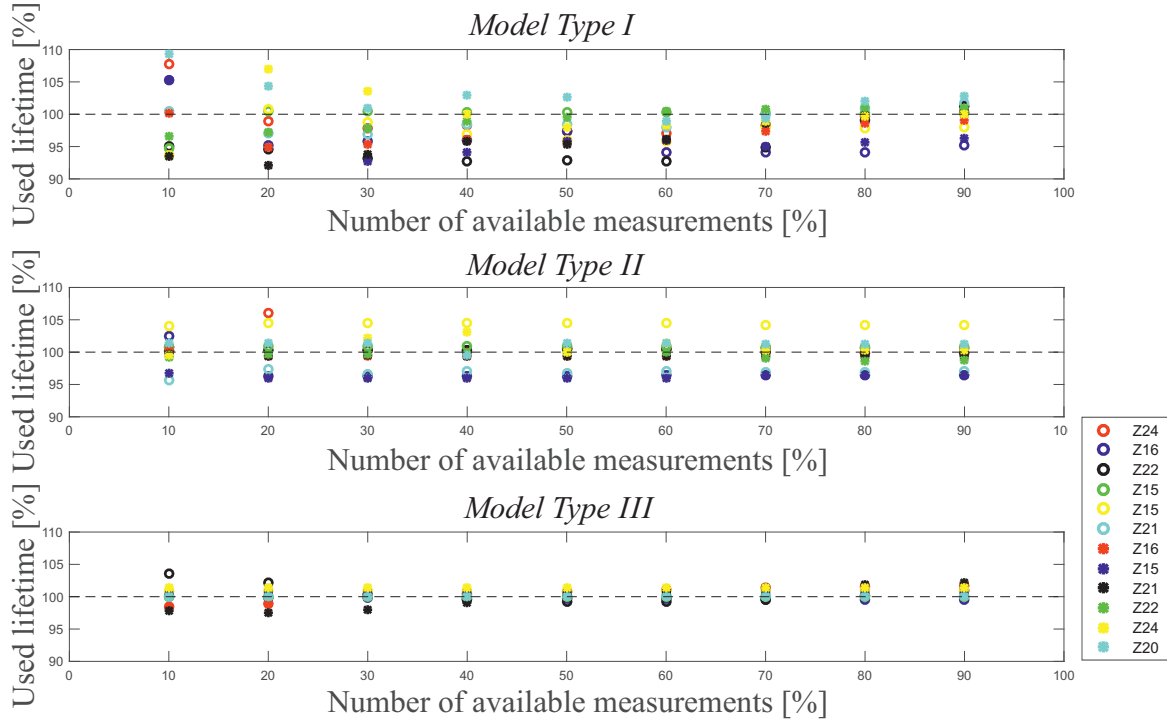 Model Type I
Used lifetime [%]
110
105
100
95
90
0 10 20 30 40 50 60 70 80 90 100
Number of available measurements [%]
Model Type II
Used lifetime [%]
110
105
100
95
90
0 10 20 30 40 50 60 70 80 90 100
Number of available measurements [%]
Model Type III
Used lifetime [%]
110
105
100
95
90
0 10 20 30 40 50 60 70 80 90 100
Number of available measurements [%]
Z24
Z16
Z22
Z15
Z15
Z21
Z16
Z15
Z21
Z22
Z24
Z20